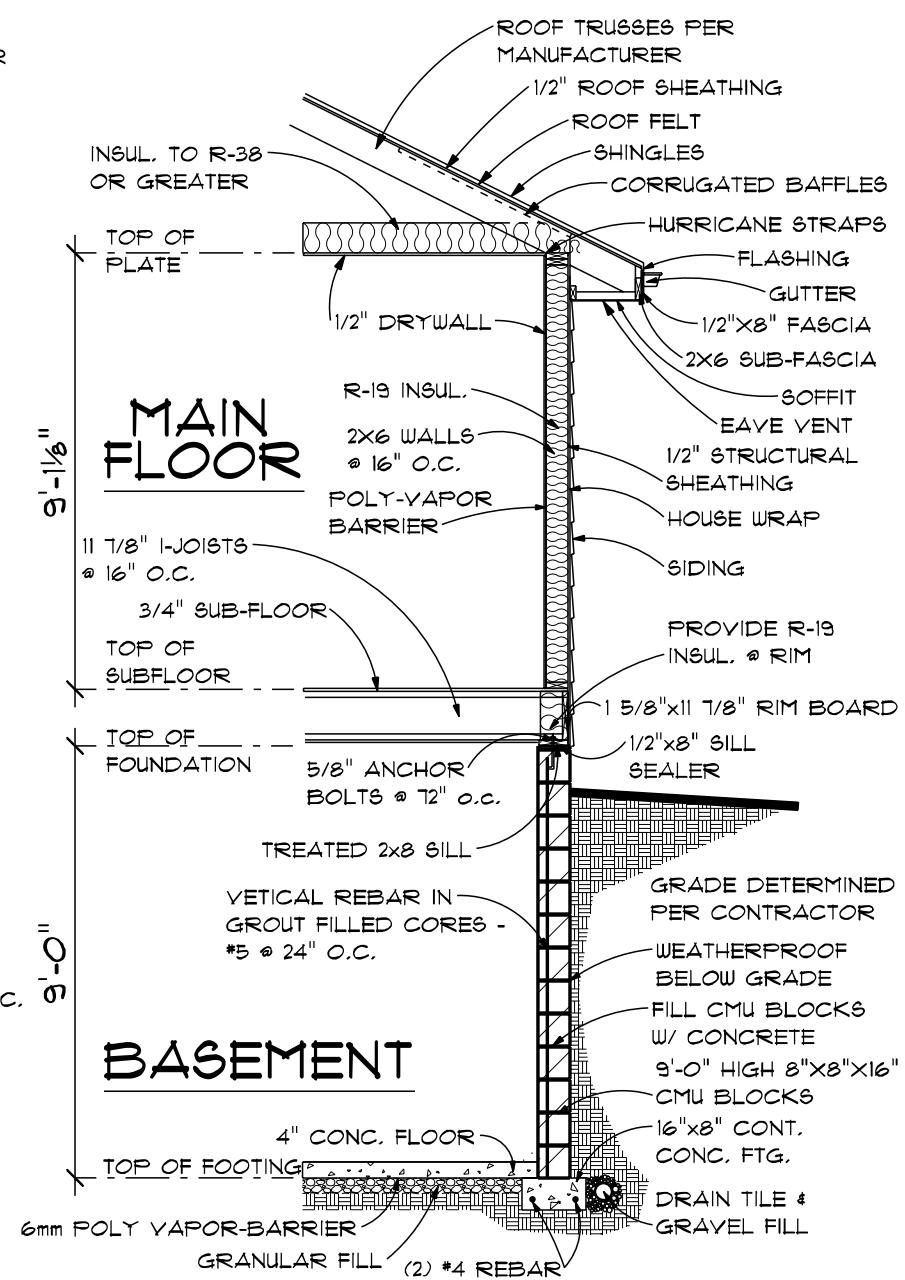 R
ROOF TRUSSES PER
MANUFACTURER
1/2" ROOF SHEATHING
ROOF FELT
SHINGLES
INSUL. TO R-38
OR GREATER
CORRUGATED BAFFLES
HURRICANE STRAPS
TOP OF
PLATE
FLASHING
GUTTER
1/2" DRYWALL
1/2"X8" FASCIA
2X6 SUB-FASCIA
SOFFIT
EAVE VENT
R-19 INSUL.
MAIN
FLOOR
2X6 WALLS
@ 16" O.C.
1/2" STRUCTURAL
SHEATHING
9'-1⅛"
POLY-VAPOR
BARRIER
HOUSE WRAP
11 7/8" I-JOISTS
@ 16" O.C.
SIDING
3/4" SUB-FLOOR
PROVIDE R-19
INSUL. @ RIM
TOP OF
SUBFLOOR
1 5/8"x11 7/8" RIM BOARD
TOP OF
FOUNDATION
1/2"x8" SILL
SEALER
5/8" ANCHOR
BOLTS @ 72" o.c.
TREATED 2x8 SILL
VETICAL REBAR IN
GROUT FILLED CORES -
#5 @ 24" O.C.
GRADE DETERMINED
PER CONTRACTOR
9'-0"
WEATHERPROOF
BELOW GRADE
C.
FILL CMU BLOCKS
W/ CONCRETE
BASEMENT
9'-0" HIGH 8"X8"X16"
CMU BLOCKS
4" CONC. FLOOR
16"x8" CONT.
CONC. FTG.
TOP OF FOOTING
DRAIN TILE &
GRAVEL FILL
6mm POLY VAPOR-BARRIER
GRANULAR FILL
(2) #4 REBAR